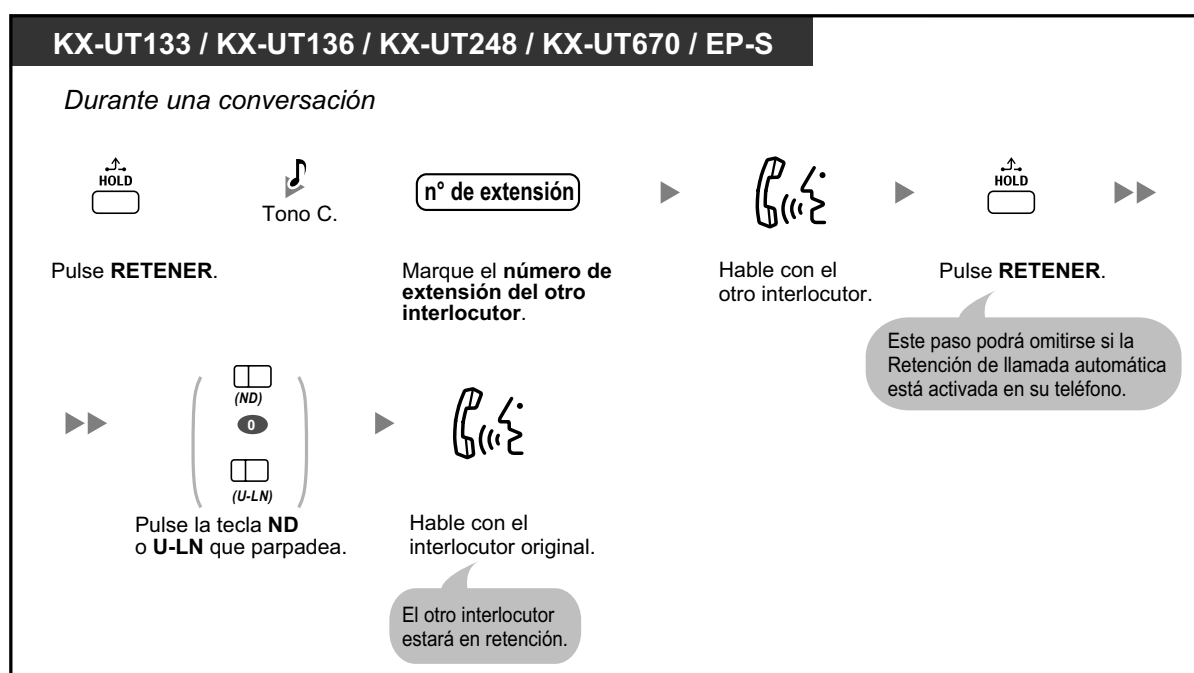 KX-UT133 / KX-UT136 / KX-UT248 / KX-UT670 / EP-S
Durante una conversación
HOLD
Tono C.
n° de extensión
HOLD
Pulse RETENER.
Marque el número de
extensión del otro
interlocutor.
Hable con el
otro interlocutor.
Pulse RETENER.
Este paso podrá omitirse si la
Retención de llamada automática
está activada en su teléfono.
(ND)
0
(U-LN)
Pulse la tecla ND
o U-LN que parpadea.
Hable con el
interlocutor original.
El otro interlocutor
estará en retención.